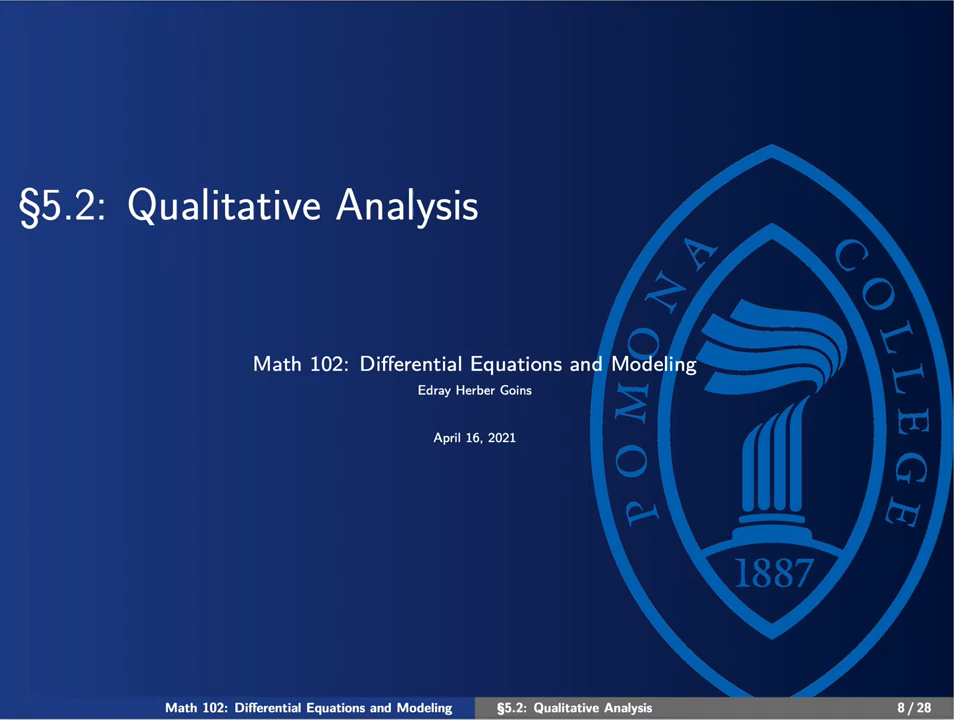 §5.2: Qualitative Analysis
Math 102: Differential Equations and Modeling
Edray Herber Goins
April 16, 2021
POMONA COLLEGE
1887
Math 102: Differential Equations and Modeling
§5.2: Qualitative Analysis
8 / 28